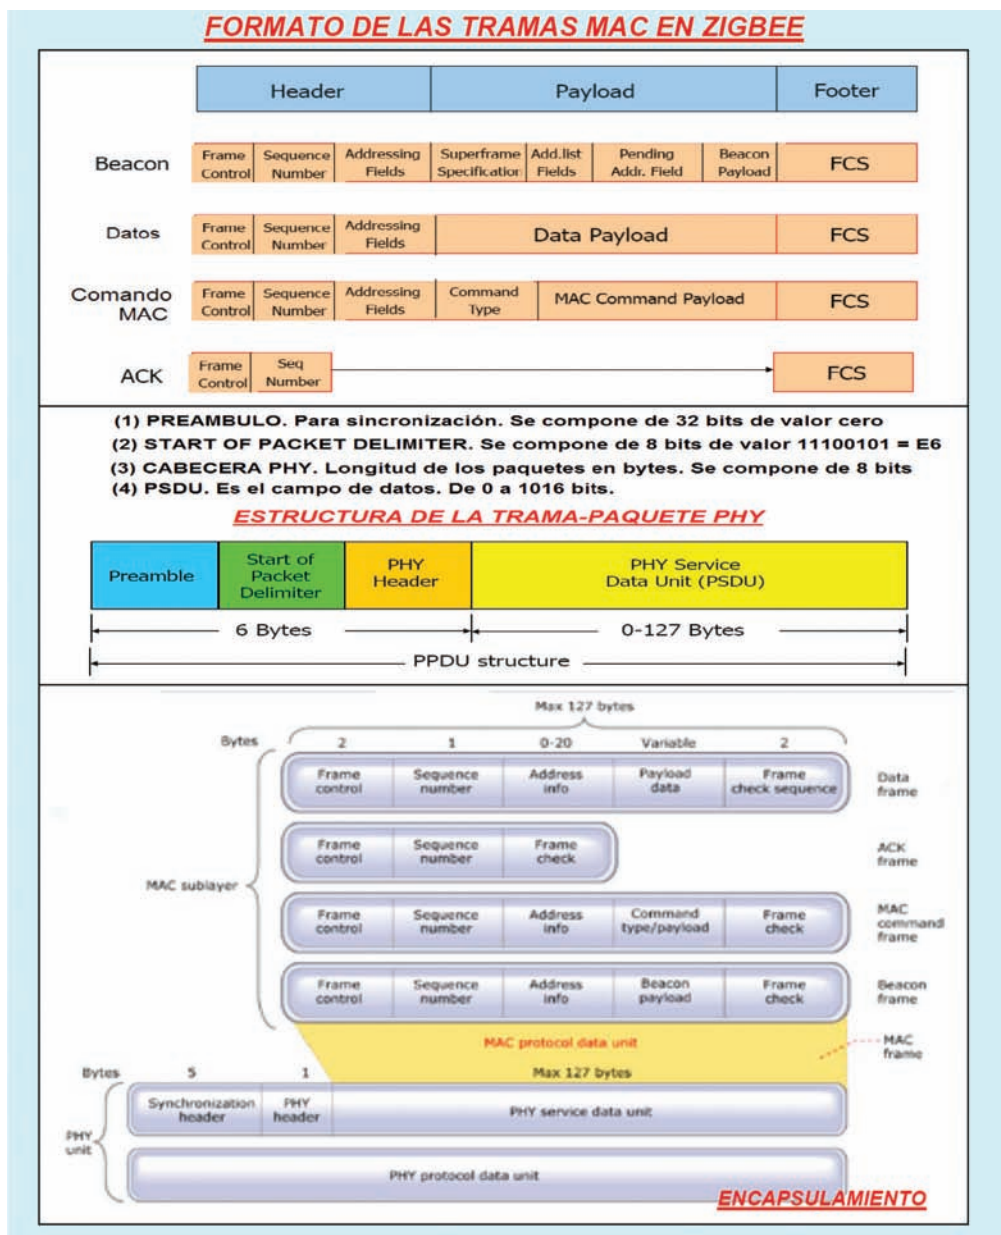 FORMATO DE LAS TRAMAS MAC EN ZIGBEE
Header Payload Footer
Beacon Frame Control Sequence Number Addressing Fields Superframe Specification Add.list Fields Pending Addr. Field Beacon Payload FCS
Datos Frame Control Sequence Number Addressing Fields Data Payload FCS
Comando MAC Frame Control Sequence Number Addressing Fields Command Type MAC Command Payload FCS
ACK Frame Control Seq Number FCS
(1) PREAMBULO. Para sincronización. Se compone de 32 bits de valor cero
(2) START OF PACKET DELIMITER. Se compone de 8 bits de valor 11100101 = E6
(3) CABECERA PHY. Longitud de los paquetes en bytes. Se compone de 8 bits
(4) PSDU. Es el campo de datos. De 0 a 1016 bits.
ESTRUCTURA DE LA TRAMA-PAQUETE PHY
Preamble Start of Packet Delimiter PHY Header PHY Service Data Unit (PSDU)
6 Bytes 0-127 Bytes
PPDU structure
Max 127 bytes
Bytes 2 1 0-20 Variable 2
Frame control Sequence number Address info Payload data Frame check sequence Data frame
Frame control Sequence number Frame check ACK frame
MAC sublayer
Frame control Sequence number Address info Command type/payload Frame check MAC command frame
Frame control Sequence number Address info Beacon payload Frame check Beacon frame
MAC protocol data unit MAC frame
Bytes 5 1 Max 127 bytes
Synchronization header PHY header PHY service data unit
PHY unit
PHY protocol data unit
ENCAPSULAMIENTO